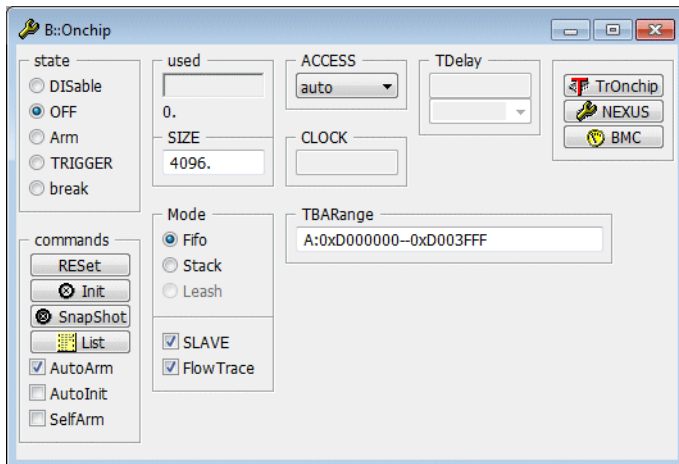 B::Onchip
state
DISable
OFF
Arm
TRIGGER
break
commands
RESet
Init
SnapShot
List
AutoArm
AutoInit
SelfArm
used
0.
SIZE
4096.
Mode
Fifo
Stack
Leash
SLAVE
FlowTrace
ACCESS
auto
CLOCK
TBARange
A:0xD000000--0xD003FFF
TDelay
TrOnchip
NEXUS
BMC